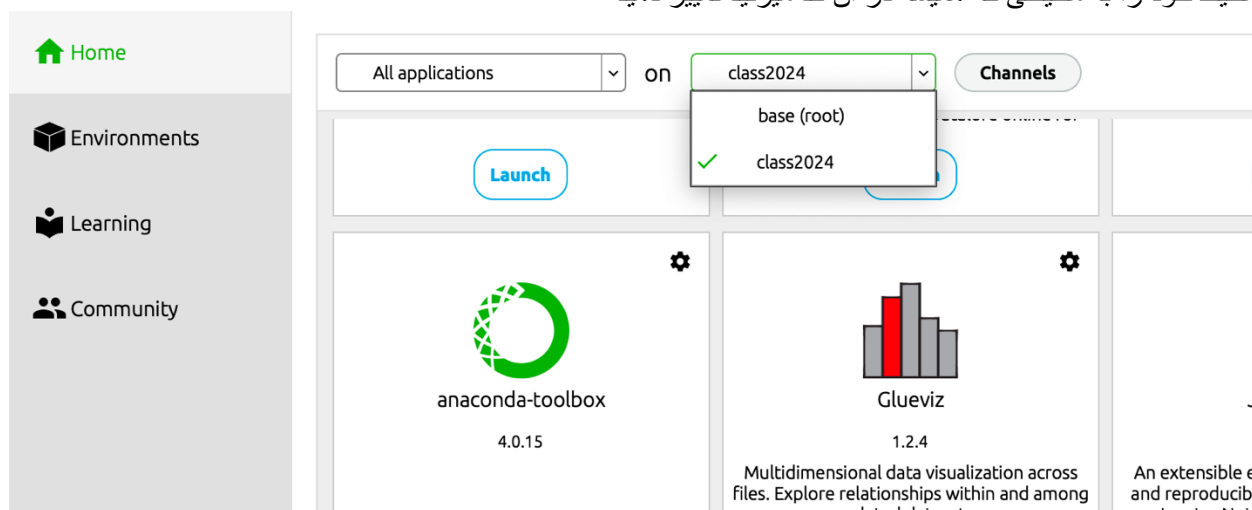 Home
Environments
Learning
Community
All applications
on
class2024
Channels
base (root)
class2024
Launch
anaconda-toolbox
4.0.15
Glueviz
1.2.4
Multidimensional data visualization across
files. Explore relationships within and among
An extensible
and reproducib